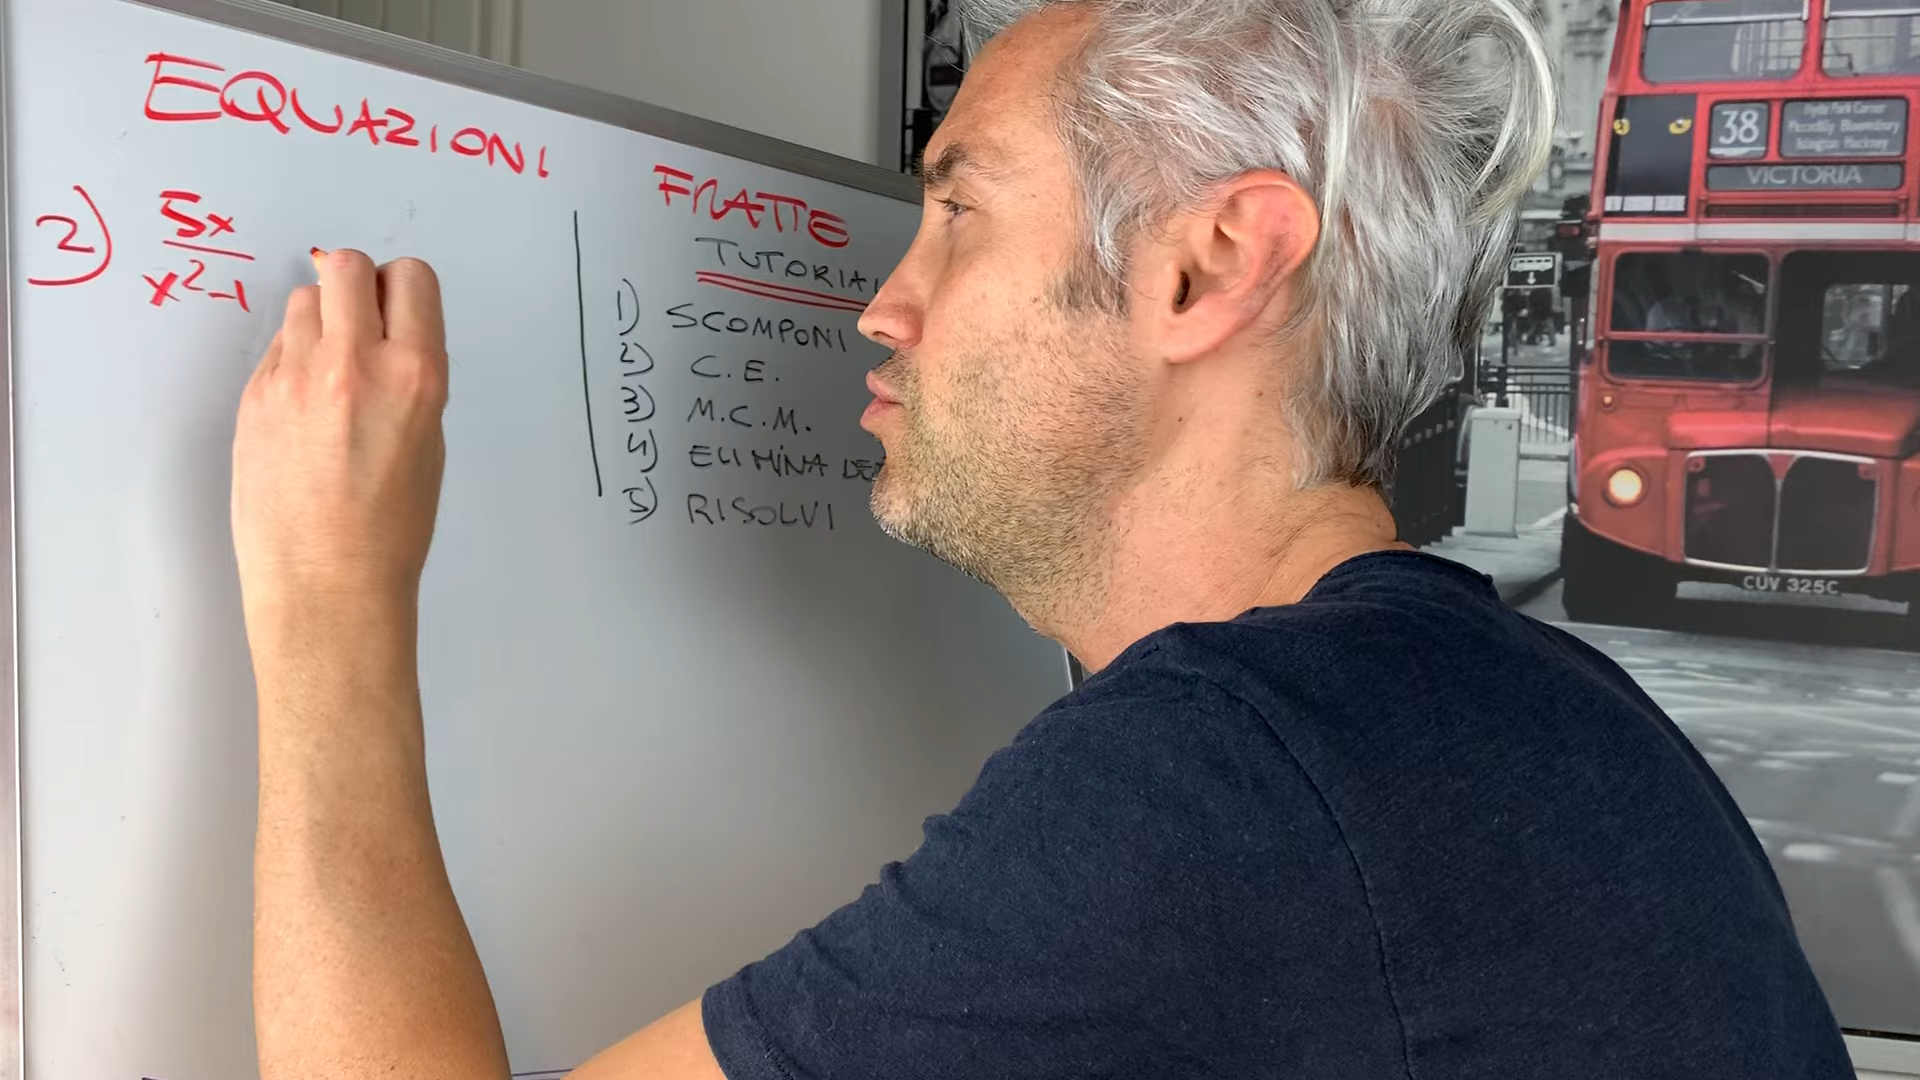 EQUAZIONI FRATTE
2) 5x
x²-1
TUTORIAL
1) SCOMPONI
2) C.E.
3) M.C.M.
4) ELIMINA
5) RISOLVI
38
Hyde Park Corner
Piccadilly Bloomsbury
Islington Hackney
VICTORIA
CUV 325C